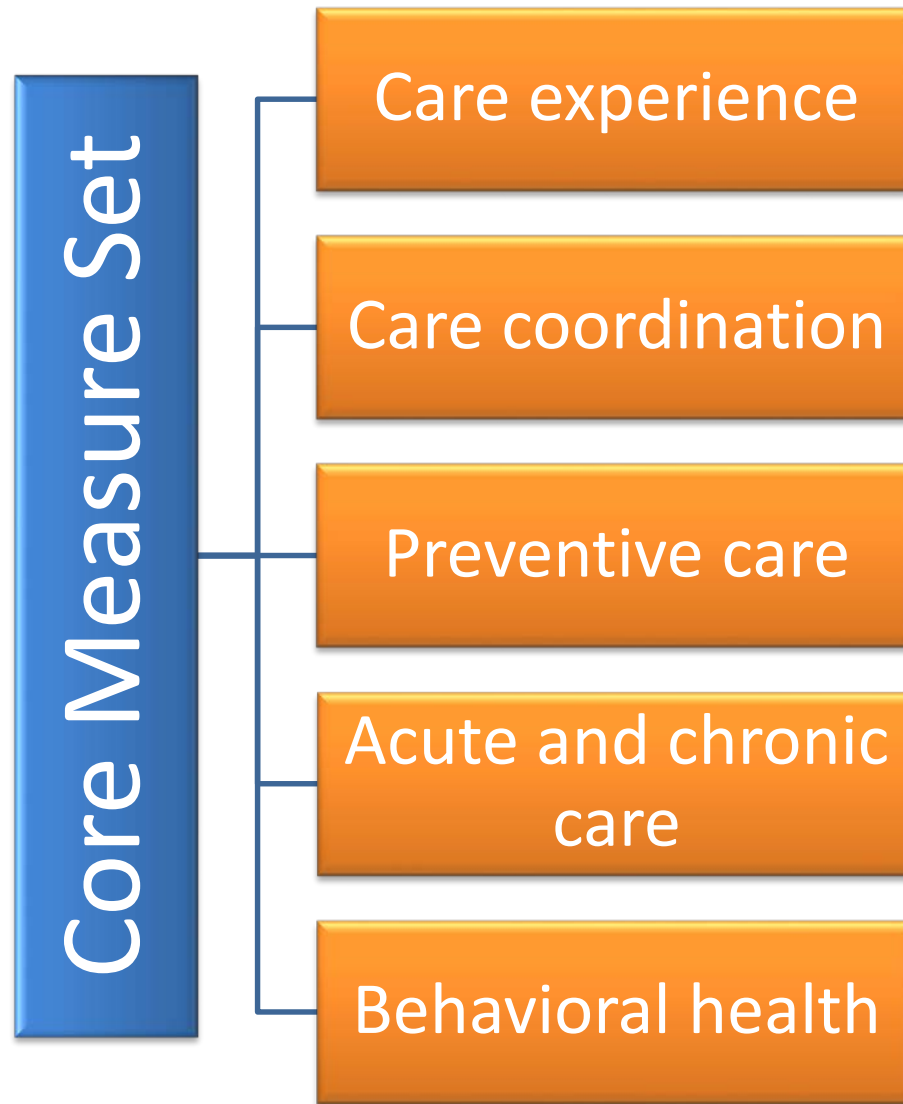 Core Measure Set
Care experience
Care coordination
Preventive care
Acute and chronic
care
Behavioral health